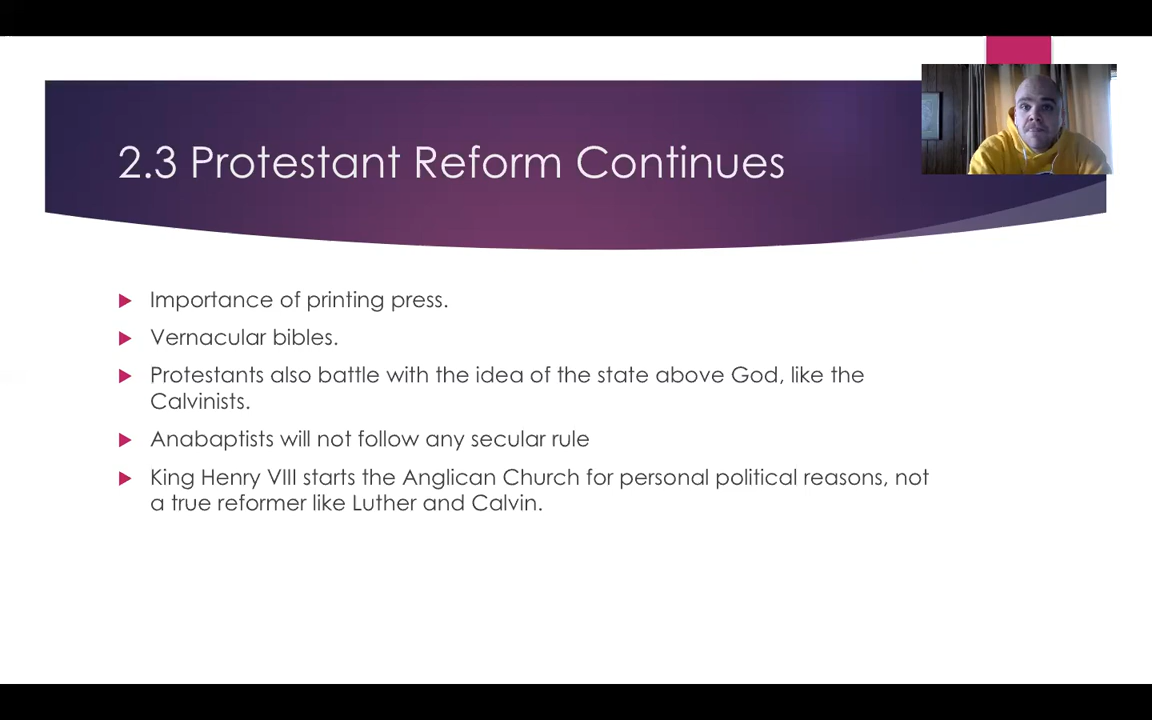 2.3 Protestant Reform Continues
Importance of printing press.
Vernacular bibles.
Protestants also battle with the idea of the state above God, like the
Calvinists.
Anabaptists will not follow any secular rule
King Henry VIII starts the Anglican Church for personal political reasons, not
a true reformer like Luther and Calvin.